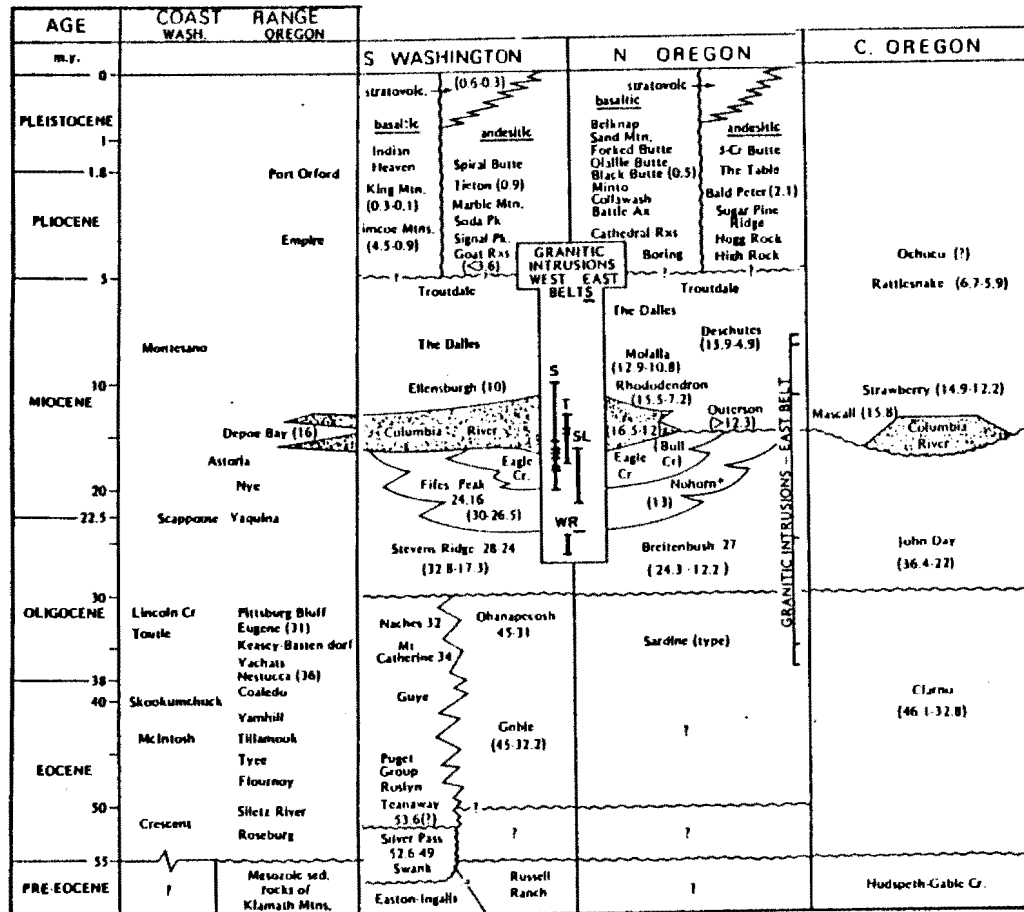 AGE
COAST RANGE
WASH. OREGON
S WASHINGTON
N OREGON
C. OREGON
m.y.
0
PLEISTOCENE
1
1.8
PLIOCENE
5
MIOCENE
10
20
22.5
OLIGOCENE
30
38
40
EOCENE
50
55
PRE-EOCENE
Montesano
Astoria
Nye
Scappoose Yaquina
Lincoln Cr
Toutle
Skookumchuck
McIntosh
Crescent
?
Port Orford
Empire
Depoe Bay (16)
Pittsburg Bluff
Eugene (31)
Keasey-Bassendorf
Yachats
Nestucca (36)
Coaledo
Yamhill
Tillamook
Tyee
Flournoy
Siletz River
Roseburg
Mesozoic sed.
rocks of
Klamath Mtns.
stratovolc.
(0.6-0.3)
basaltic
Indian
Heaven
King Mtn.
(0.3-0.1)
imcoe Mtns.
(4.5-0.9)
andesitic
Spiral Butte
Tieton (0.9)
Marble Mtn.
Soda Pk
Signal Pk.
Goat Rxs
(<3.6)
?
Troutdale
The Dalles
Ellensburgh (10)
Columbia River
Eagle
Cr.
Fifes Peak
24.16
(30-26.5)
Stevens Ridge 28-24
(32.8-17.3)
Naches 32
Mt
Catherine 34
Guye
Puget
Group
Roslyn
Teanaway
53.6(?)
Silver Pass
52.6-49
Swauk
Easton-Ingalls
Ohanapecosh
45-31
Goble
(45-32.2)
?
?
Russell
Ranch
GRANITIC
INTRUSIONS
WEST EAST
BELTS
S
T
SL
WR
stratovolc
basaltic
Belknap
Sand Mtn.
Forked Butte
Olallie Butte
Black Butte (0.5)
Minto
Collawash
Battle Ax
Cathedral Rxs
Boring
andesitic
3-Cr Butte
The Table
Bald Peter (2.1)
Sugar Pine
Ridge
Hogg Rock
High Rock
? ?
Troutdale
The Dalles
Deschutes
(15.9-4.9)
Molalla
(12.9-10.8)
Rhododendron
(15.5-7.2)
Outerson
(>12.3)
(Bull
Cr)
Eagle
Cr
Nohorn*
(13)
Breitenbush 27
(24.3-12.2)
Sardine (type)
?
?
?
GRANITIC INTRUSIONS – EAST BELT
Ochoco (?)
Rattlesnake (6.7-5.9)
Strawberry (14.9-12.2)
Mascall (15.8)
Columbia
River
John Day
(36.4-22)
Clarno
(46.1-32.8)
Hudspeth-Gable Cr.